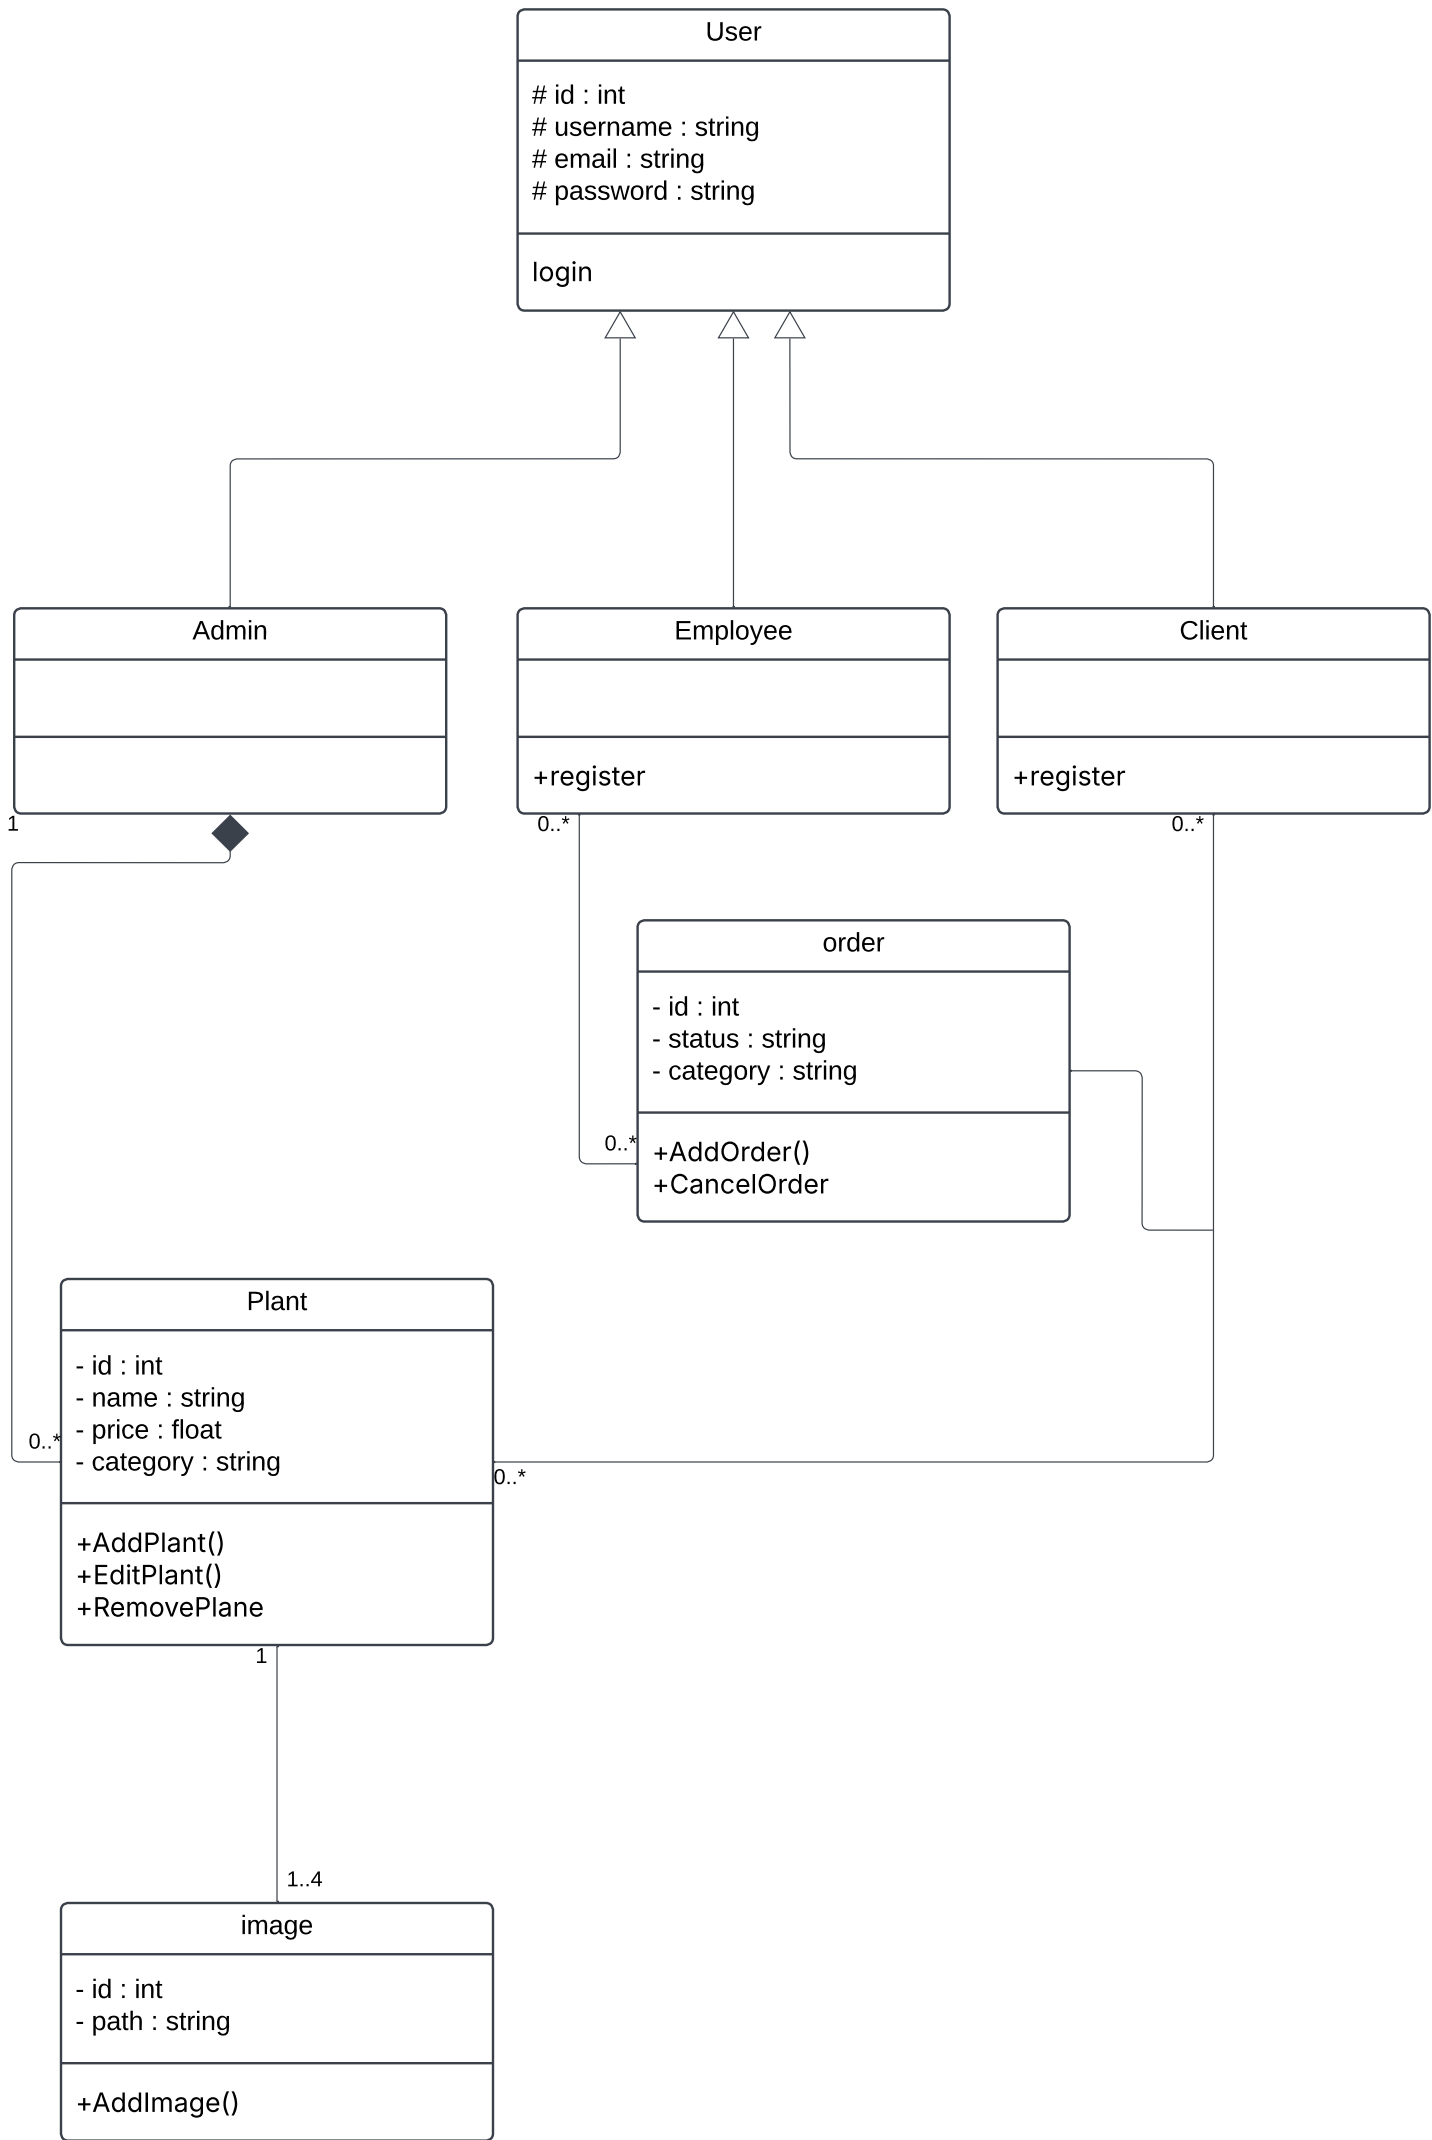 User
# id : int
# username : string
# email : string
# password : string
login
Admin
Employee
+register
Client
+register
1
0..*
0..*
order
- id : int
- status : string
- category : string
+AddOrder()
+CancelOrder
0..*
Plant
- id : int
- name : string
- price : float
- category : string
+AddPlant()
+EditPlant()
+RemovePlane
0..*
0..*
1
1..4
image
- id : int
- path : string
+AddImage()